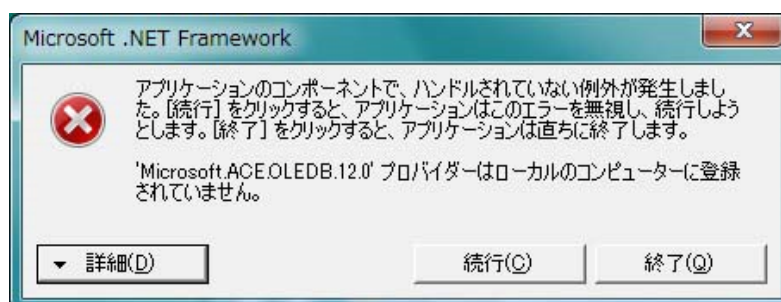 Microsoft .NET Framework
アプリケーションのコンポーネントで、ハンドルされていない例外が発生しまし
た。[続行] をクリックすると、アプリケーションはこのエラーを無視し、続行しよう
とします。[終了] をクリックすると、アプリケーションは直ちに終了します。
'Microsoft.ACE.OLEDB.12.0' プロバイダーはローカルのコンピューターに登録
されていません。
詳細(D)
続行(C)
終了(Q)